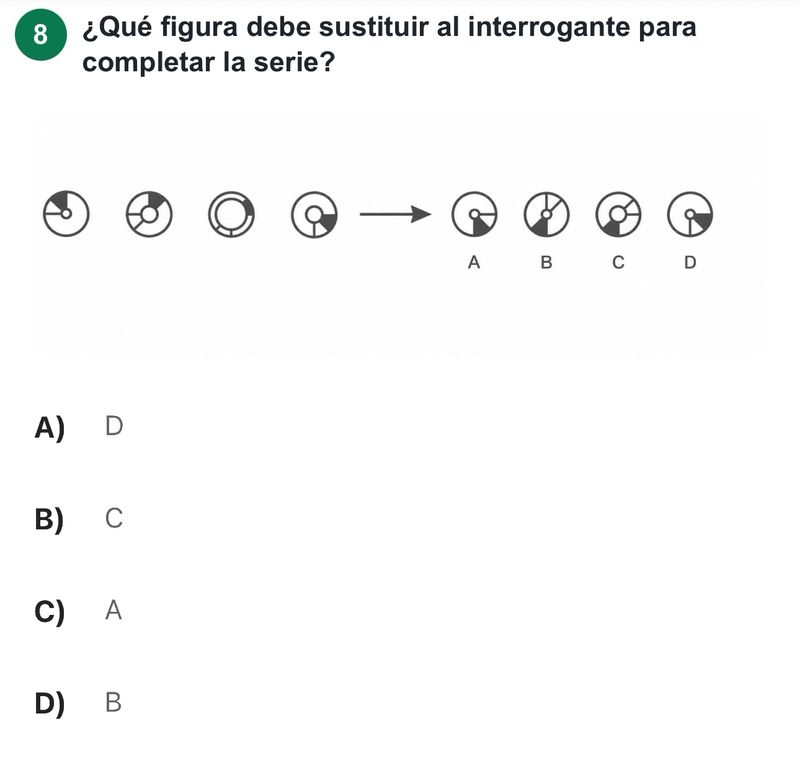 8 ¿Qué figura debe sustituir al interrogante para
completar la serie?
A B C D
A) D
B) C
C) A
D) B